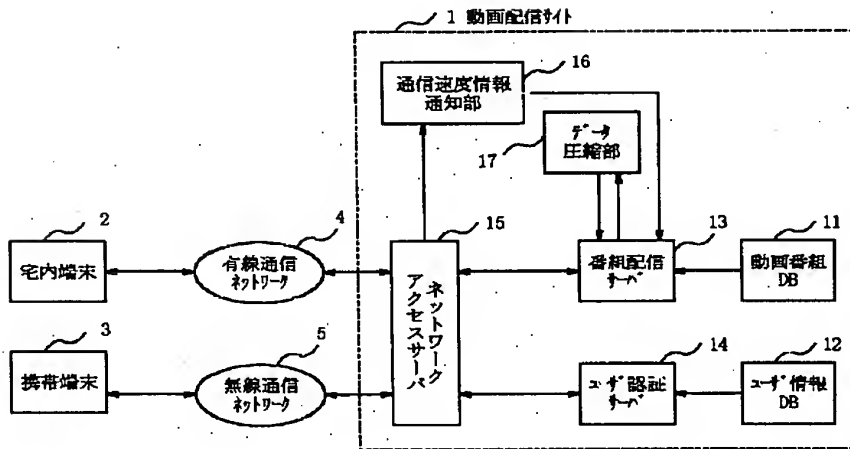 1 動画配信サイト
16
通信速度情報
通知部
17
データ
圧縮部
2
宅内端末
4
有線通信
ネットワーク
15
ネットワーク
アクセスサーバ
13
番組配信
サーバ
11
動画番組
DB
3
携帯端末
5
無線通信
ネットワーク
14
ユーザ認証
サーバ
12
ユーザ情報
DB